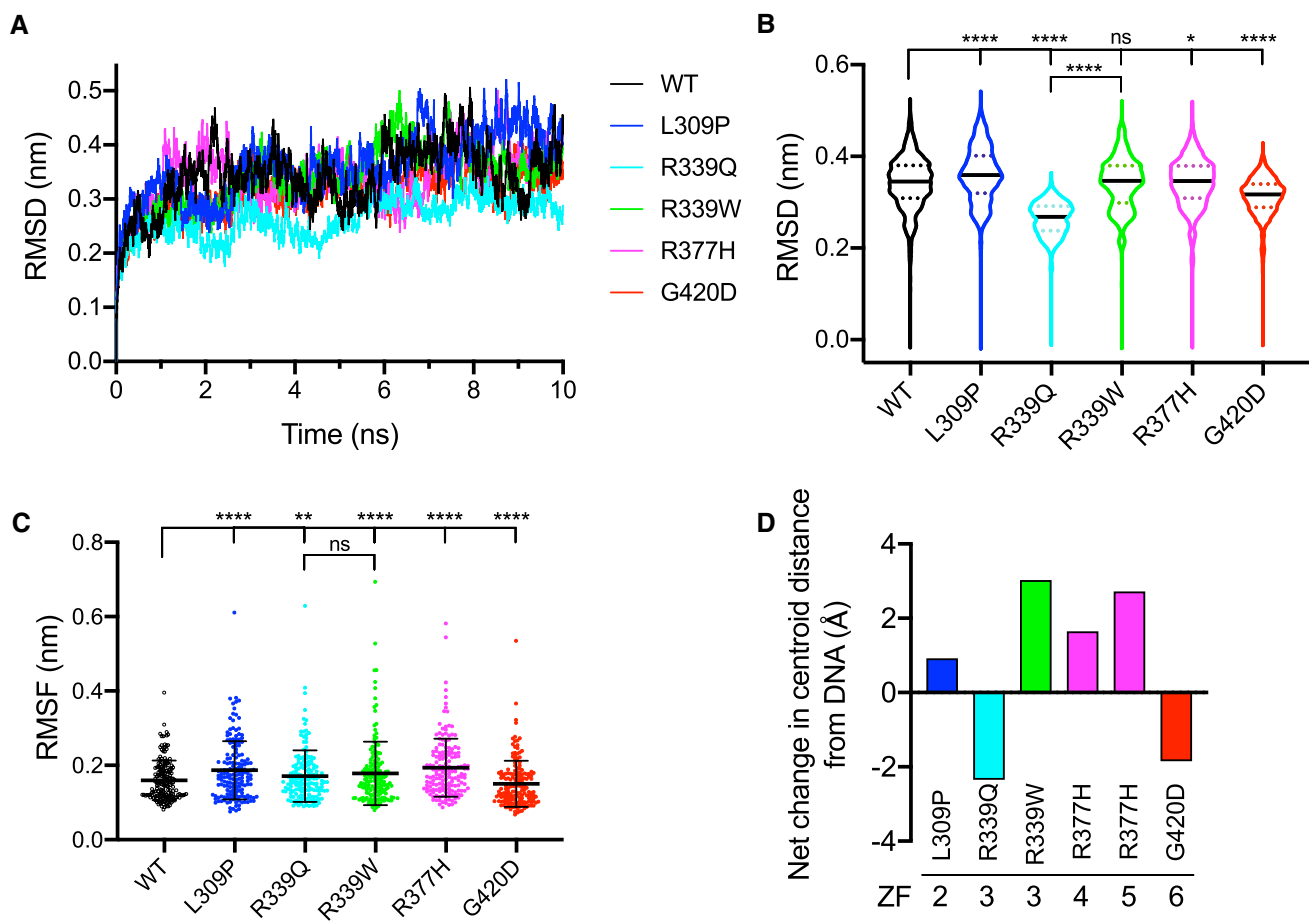 A
RMSD (nm)
0.5
0.4
0.3
0.2
0.1
0.0
0 2 4 6 8 10
Time (ns)
WT
L309P
R339Q
R339W
R377H
G420D
B
**** **** ns * ****
****
RMSD (nm)
0.6
0.4
0.2
0.0
WT L309P R339Q R339W R377H G420D
C
**** ** **** **** ****
ns
RMSF (nm)
0.8
0.6
0.4
0.2
0.0
WT L309P R339Q R339W R377H G420D
D
Net change in centroid distance
from DNA (Å)
4
2
0
-2
-4
L309P R339Q R339W R377H R377H G420D
ZF 2 3 3 4 5 6